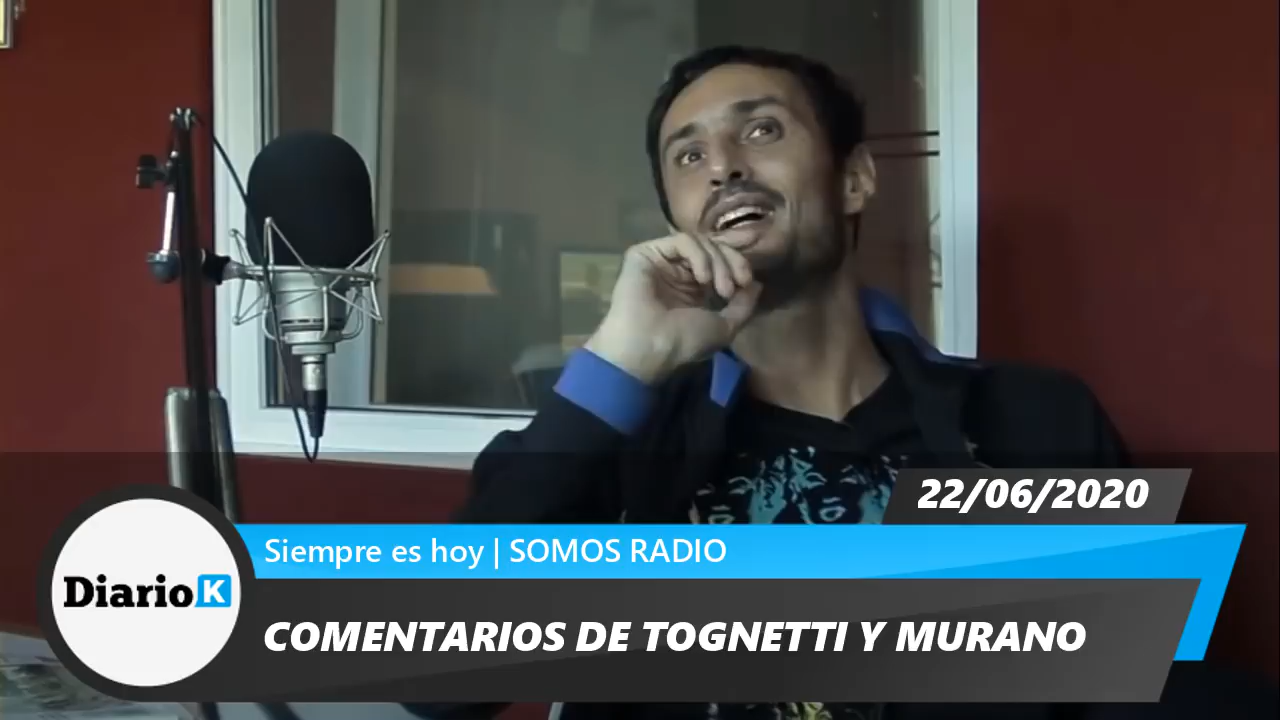 22/06/2020
Siempre es hoy | SOMOS RADIO
DiarioK
COMENTARIOS DE TOGNETTI Y MURANO